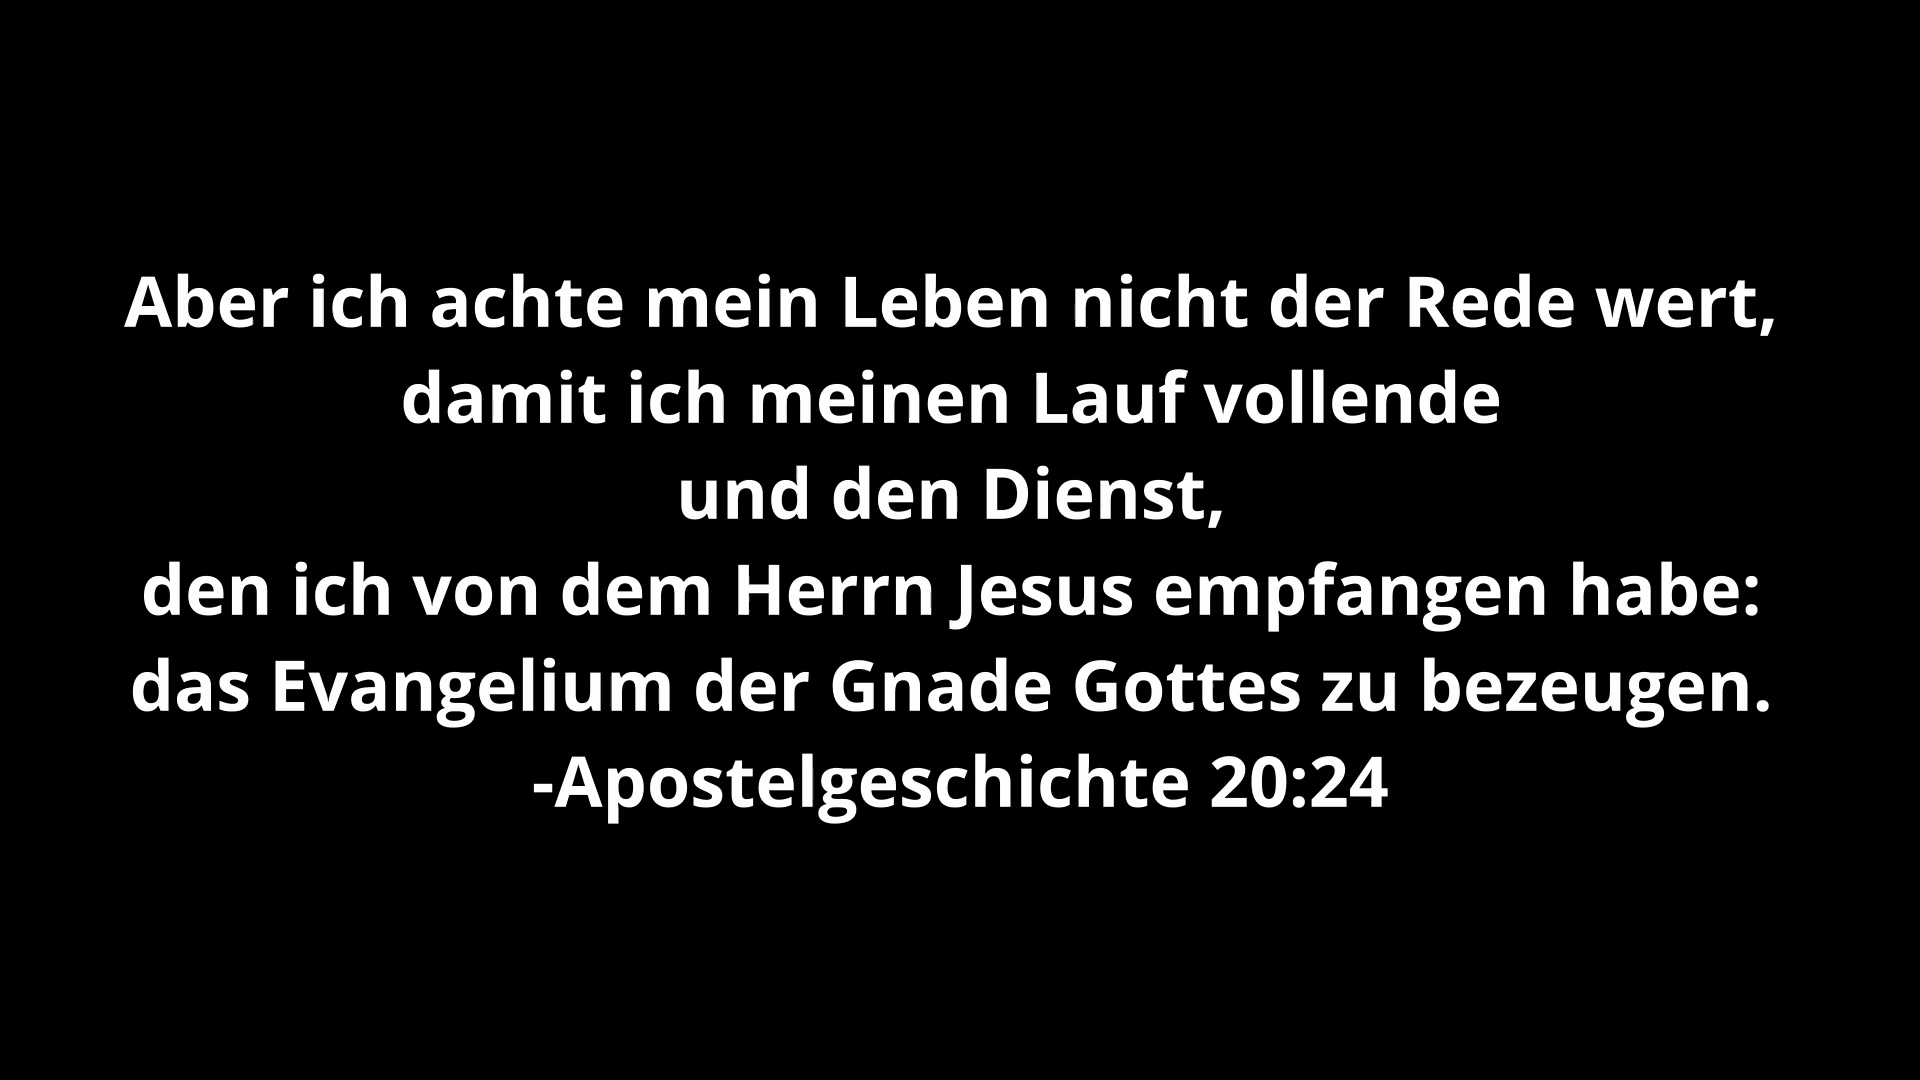 Aber ich achte mein Leben nicht der Rede wert,
damit ich meinen Lauf vollende
und den Dienst,
den ich von dem Herrn Jesus empfangen habe:
das Evangelium der Gnade Gottes zu bezeugen.
-Apostelgeschichte 20:24